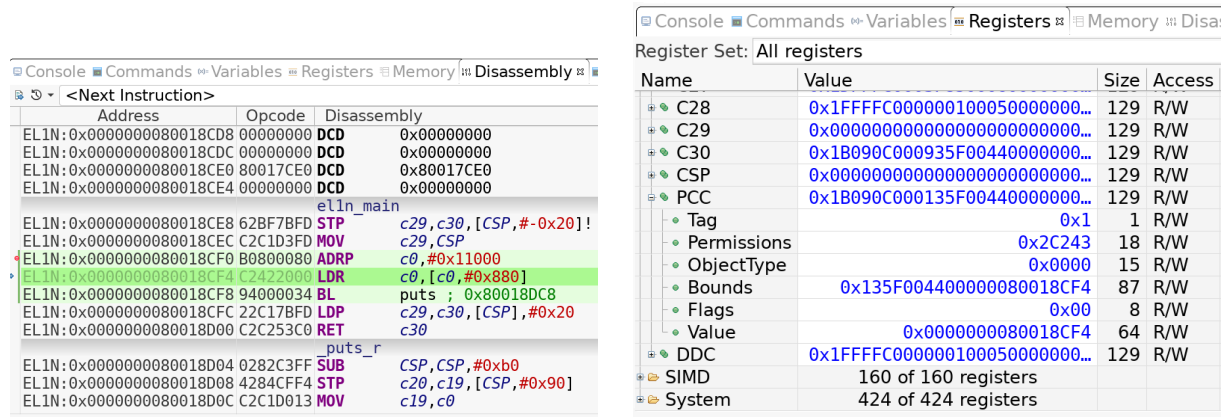 Console Commands Variables Registers Memory Disassembly
<Next Instruction>
Address Opcode Disassembly
EL1N:0x0000000080018CD8 00000000 DCD 0x00000000
EL1N:0x0000000080018CDC 00000000 DCD 0x00000000
EL1N:0x0000000080018CE0 80017CE0 DCD 0x80017CE0
EL1N:0x0000000080018CE4 00000000 DCD 0x00000000
el1n_main
EL1N:0x0000000080018CE8 62BF7BFD STP c29,c30,[CSP,#-0x20]!
EL1N:0x0000000080018CEC C2C1D3FD MOV c29,CSP
EL1N:0x0000000080018CF0 B0800080 ADRP c0,#0x11000
EL1N:0x0000000080018CF4 C2422000 LDR c0,[c0,#0x880]
EL1N:0x0000000080018CF8 94000034 BL puts ; 0x80018DC8
EL1N:0x0000000080018CFC 22C17BFD LDP c29,c30,[CSP],#0x20
EL1N:0x0000000080018D00 C2C253C0 RET c30
_puts_r
EL1N:0x0000000080018D04 0282C3FF SUB CSP,CSP,#0xb0
EL1N:0x0000000080018D08 4284CFF4 STP c20,c19,[CSP,#0x90]
EL1N:0x0000000080018D0C C2C1D013 MOV c19,c0
Console Commands Variables Registers Memory Disas
Register Set: All registers
Name Value Size Access
C28 0x1FFFFC000000100050000000... 129 R/W
C29 0x000000000000000000000000... 129 R/W
C30 0x1B090C000935F00440000000... 129 R/W
CSP 0x000000000000000000000000... 129 R/W
PCC 0x1B090C000135F00440000000... 129 R/W
Tag 0x1 1 R/W
Permissions 0x2C243 18 R/W
ObjectType 0x0000 15 R/W
Bounds 0x135F004400000080018CF4 87 R/W
Flags 0x00 8 R/W
Value 0x0000000080018CF4 64 R/W
DDC 0x1FFFFC000000100050000000... 129 R/W
SIMD 160 of 160 registers
System 424 of 424 registers